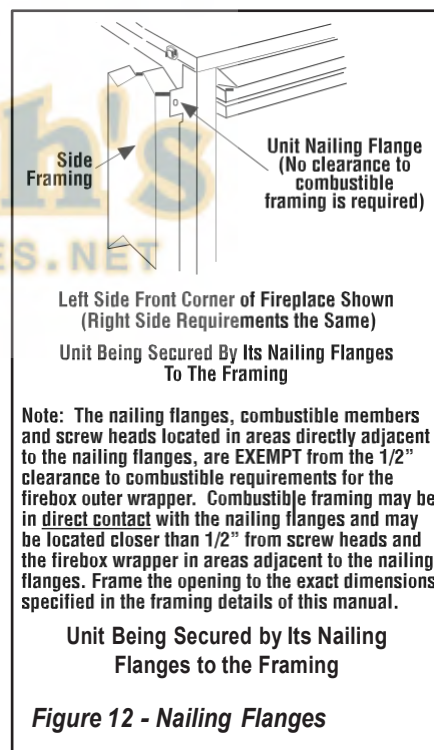 h's
ES.NET
Side
Framing
Unit Nailing Flange
(No clearance to
combustible
framing is required)
Left Side Front Corner of Fireplace Shown
(Right Side Requirements the Same)
Unit Being Secured By Its Nailing Flanges
To The Framing
Note: The nailing flanges, combustible members
and screw heads located in areas directly adjacent
to the nailing flanges, are EXEMPT from the 1/2”
clearance to combustible requirements for the
firebox outer wrapper. Combustible framing may be
in direct contact with the nailing flanges and may
be located closer than 1/2” from screw heads and
the firebox wrapper in areas adjacent to the nailing
flanges. Frame the opening to the exact dimensions
specified in the framing details of this manual.
Unit Being Secured by Its Nailing
Flanges to the Framing
Figure 12 - Nailing Flanges